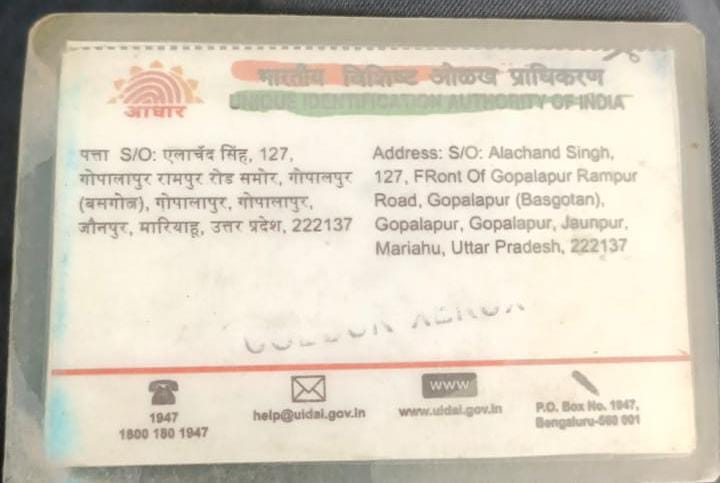 भारतीय विशिष्ट ओळख प्राधिकरण
UNIQUE IDENTIFICATION AUTHORITY OF INDIA
आधार
पत्ता S/O: एलाचँद सिंह, 127,
गोपालापुर रामपुर रोड समोर, गोपालपुर
(बसगोत्न), गोपालापुर, गोपालापुर,
जौनपुर, मारियाहू, उत्तर प्रदेश, 222137
Address: S/O: Alachand Singh,
127, FRont Of Gopalapur Rampur
Road, Gopalapur (Basgotan),
Gopalapur, Gopalapur, Jaunpur,
Mariahu, Uttar Pradesh, 222137
XEROX
1947
1800 180 1947
help@uidai.gov.in
WWW
www.uidai.gov.in
P.O. Box No. 1947,
Bengaluru-560 001